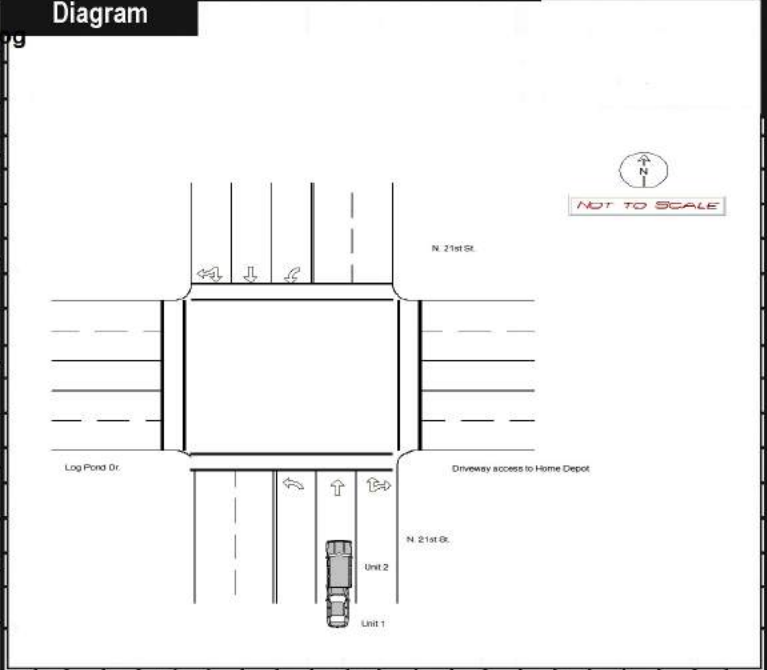 Diagram
og
N
NOT TO SCALE
N. 21st St.
Log Pond Dr.
Driveway access to Home Depot
N. 21st St.
Unit 2
Unit 1